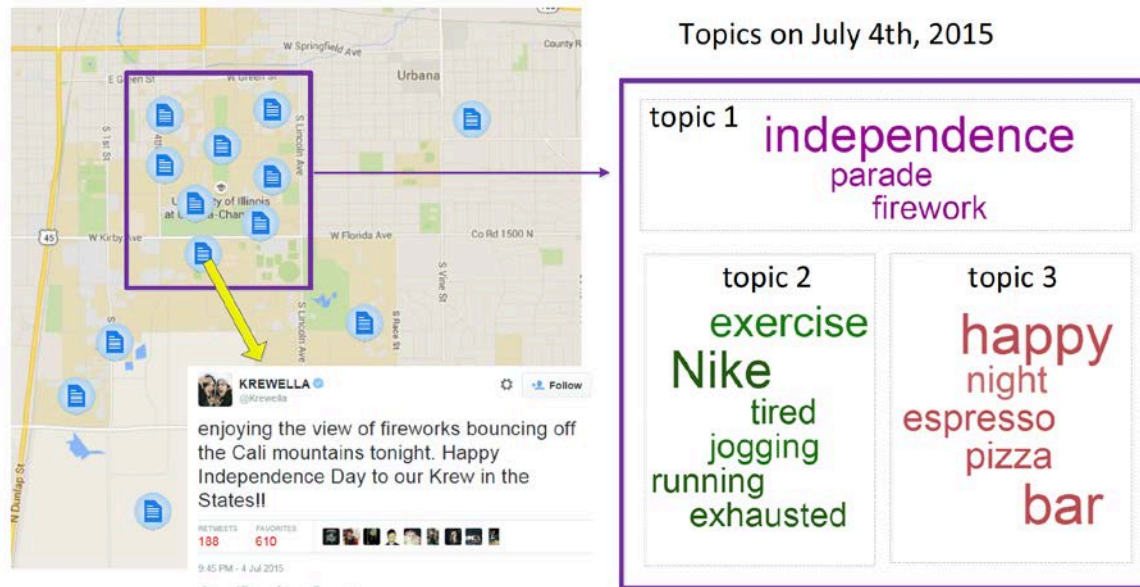 W Springfield Ave
County R
E Green St
W Green St
Urbana
S 1st St
4th
S Lincoln Ave
University of Illinois
45
W Kirby Ave
W Florida Ave
Co Rd 1500 N
S Vine St
S Race St
S Lincoln Ave
N Dunlap St
KREWELLA
@Krewella
Follow
enjoying the view of fireworks bouncing off
the Cali mountains tonight. Happy
Independence Day to our Krew in the
States!!
RETWEETS FAVORITES
188 610
9:45 PM - 4 Jul 2015
Topics on July 4th, 2015
topic 1
independence
parade
firework
topic 2
exercise
Nike
tired
jogging
running
exhausted
topic 3
happy
night
espresso
pizza
bar